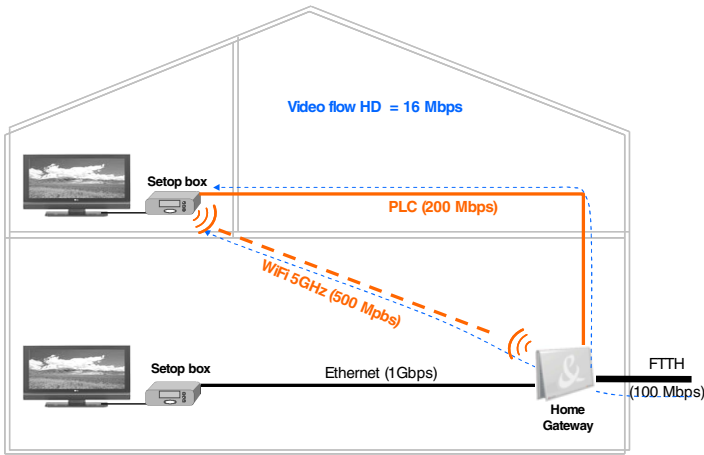 Video flow HD = 16 Mbps
Setop box
PLC (200 Mbps)
WiFi 5GHz (500 Mpbs)
Setop box
Ethernet (1Gbps)
FTTH
(100 Mbps)
&
Home
Gateway